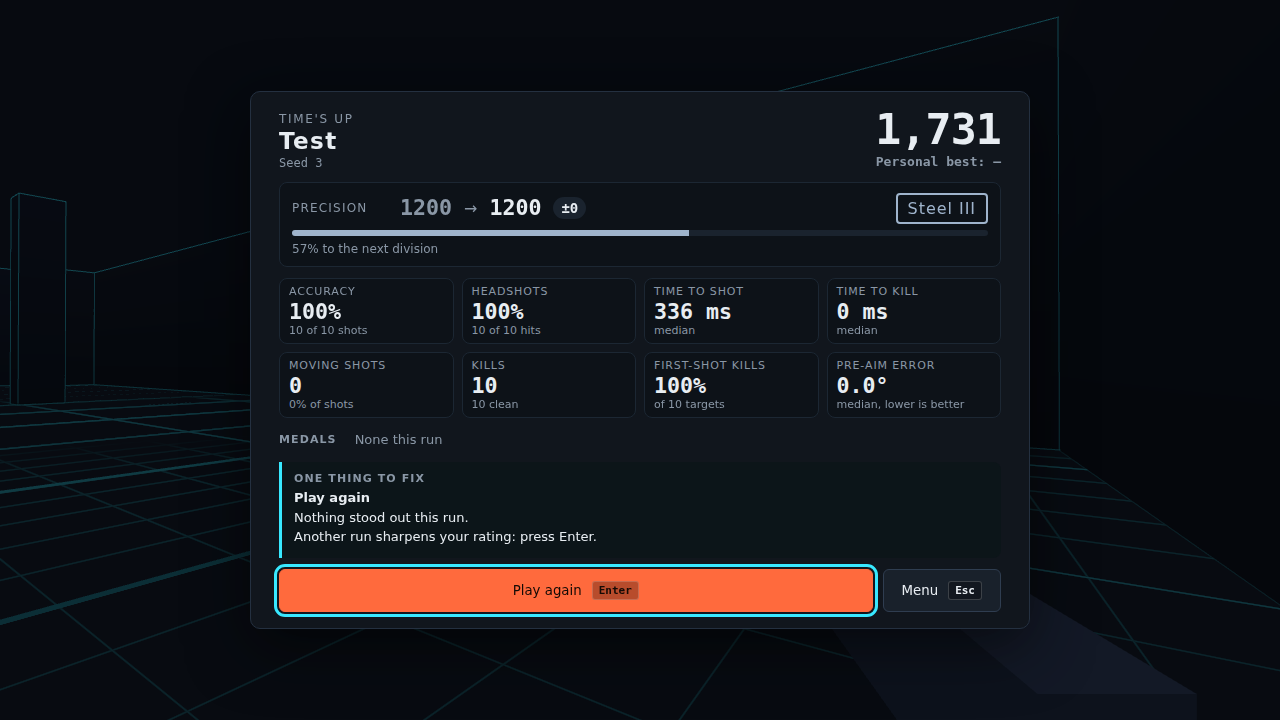 TIME'S UP
Test
Seed 3
1,731
Personal best: —
PRECISION 1200 → 1200 ±0 Steel III
57% to the next division
ACCURACY
100%
10 of 10 shots
HEADSHOTS
100%
10 of 10 hits
TIME TO SHOT
336 ms
median
TIME TO KILL
0 ms
median
MOVING SHOTS
0
0% of shots
KILLS
10
10 clean
FIRST-SHOT KILLS
100%
of 10 targets
PRE-AIM ERROR
0.0°
median, lower is better
MEDALS None this run
ONE THING TO FIX
Play again
Nothing stood out this run.
Another run sharpens your rating: press Enter.
Play again Enter
Menu Esc